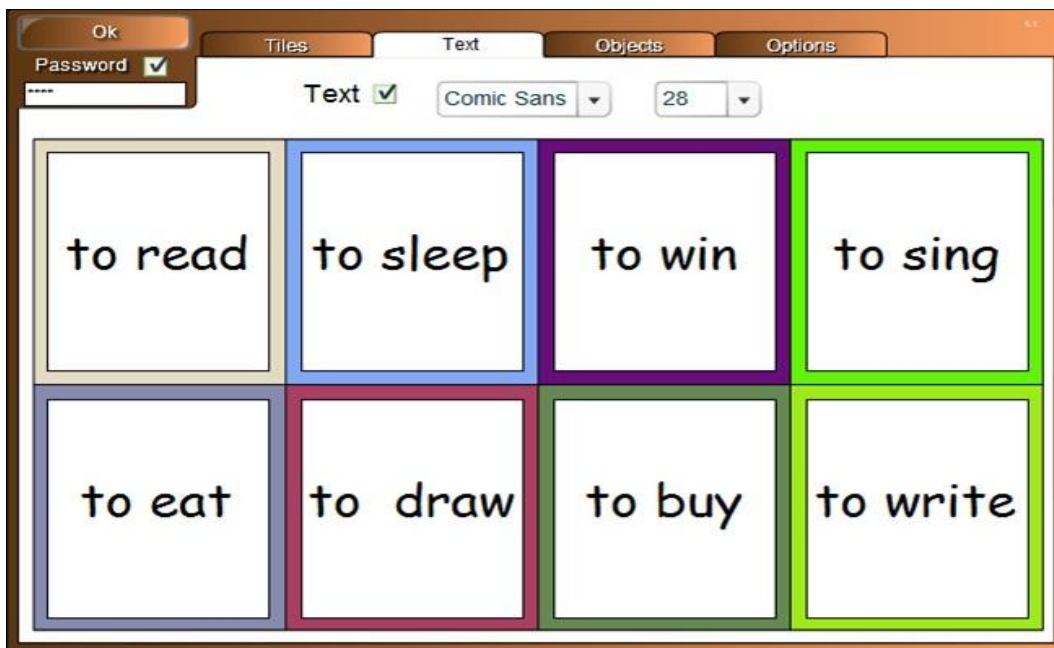 Ok
Tiles Text Objects Options
Password
****
Text Comic Sans 28
to read to sleep to win to sing
to eat to draw to buy to write